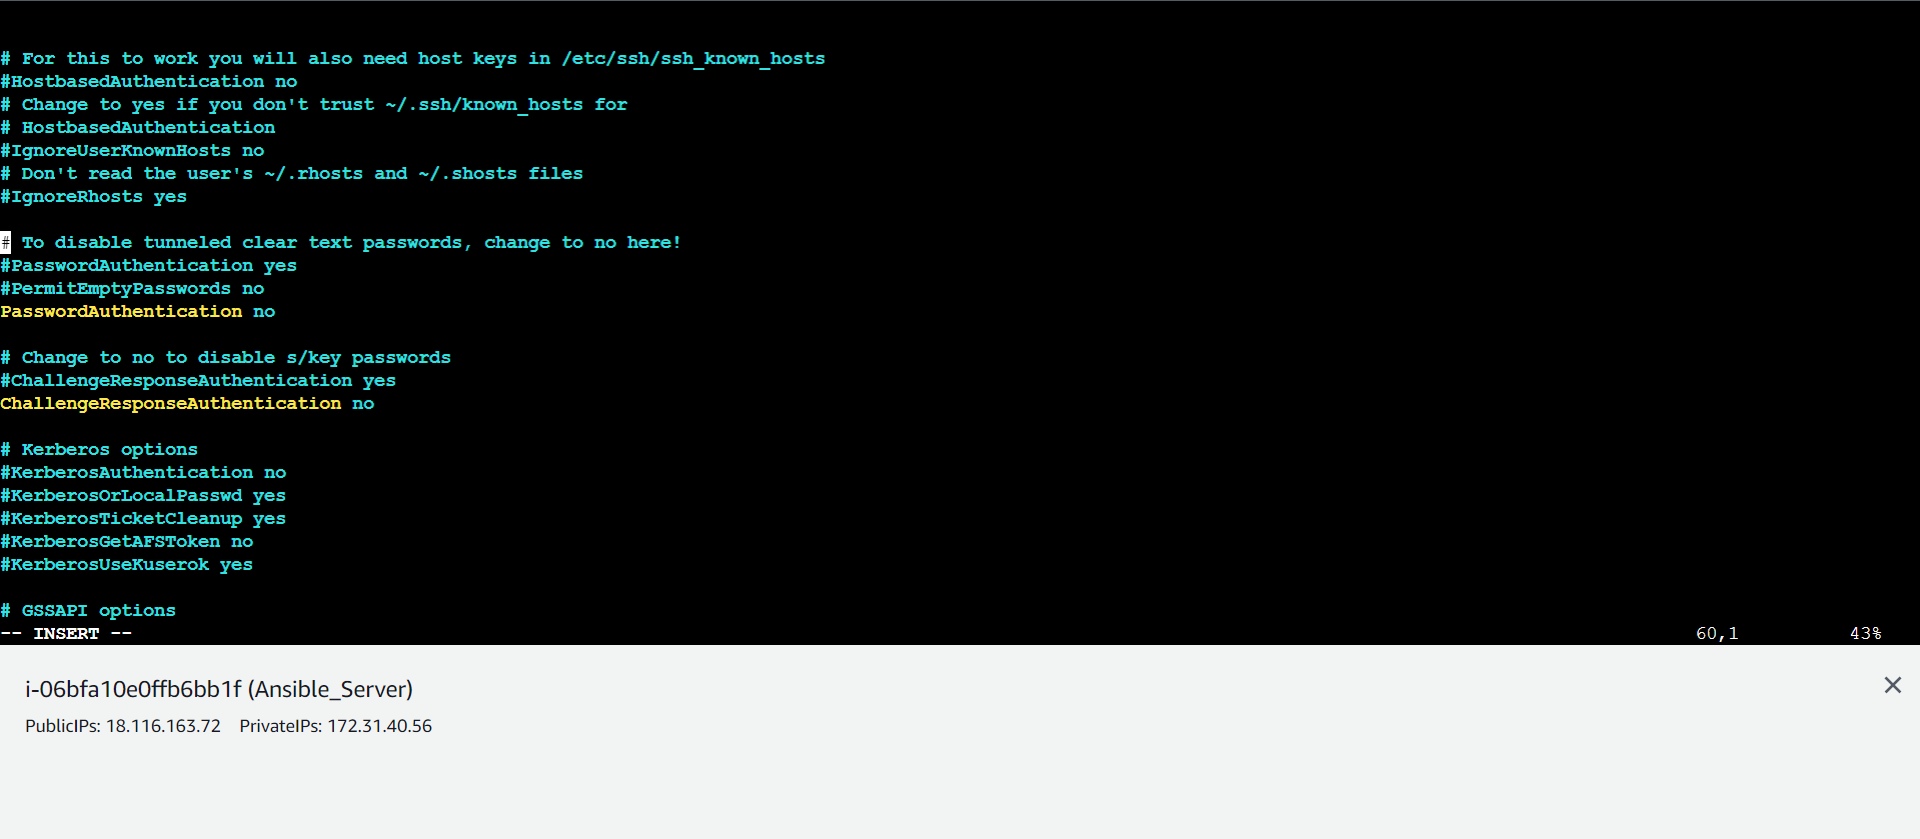 # For this to work you will also need host keys in /etc/ssh/ssh_known_hosts
#HostbasedAuthentication no
# Change to yes if you don't trust ~/.ssh/known_hosts for
# HostbasedAuthentication
#IgnoreUserKnownHosts no
# Don't read the user's ~/.rhosts and ~/.shosts files
#IgnoreRhosts yes
# To disable tunneled clear text passwords, change to no here!
#PasswordAuthentication yes
#PermitEmptyPasswords no
PasswordAuthentication no
# Change to no to disable s/key passwords
#ChallengeResponseAuthentication yes
ChallengeResponseAuthentication no
# Kerberos options
#KerberosAuthentication no
#KerberosOrLocalPasswd yes
#KerberosTicketCleanup yes
#KerberosGetAFSToken no
#KerberosUseKuserok yes
# GSSAPI options
-- INSERT -- 60,1 43%
i-06bfa10e0ffb6bb1f (Ansible_Server)
PublicIPs: 18.116.163.72 PrivateIPs: 172.31.40.56